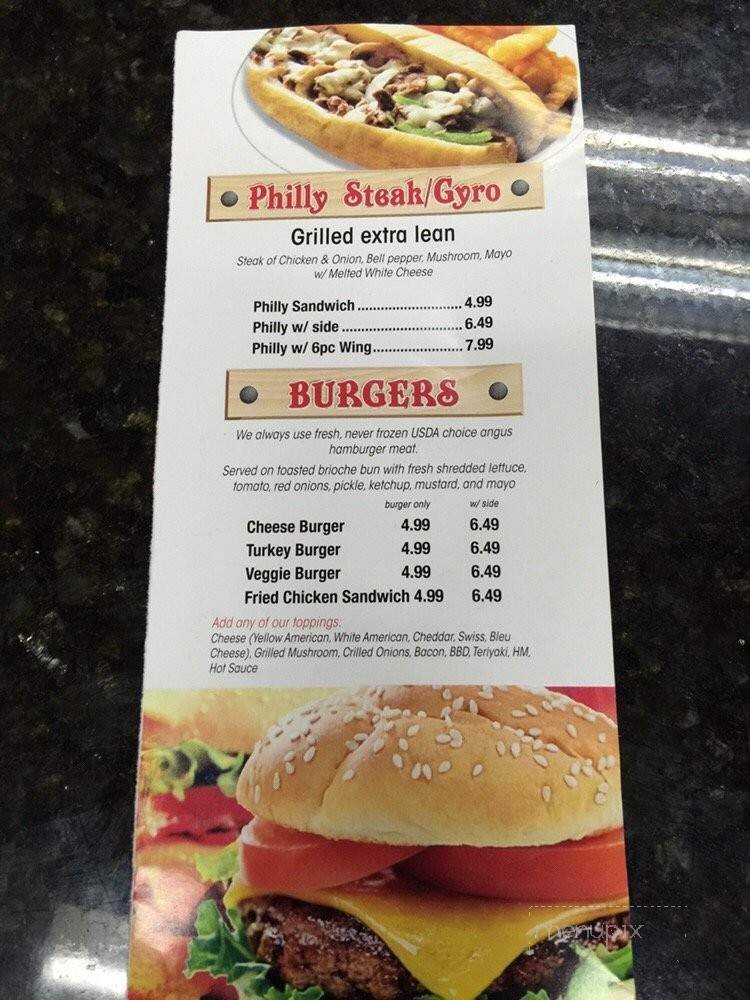 Philly Steak/Gyro
Grilled extra lean
Steak of Chicken & Onion, Bell pepper, Mushroom, Mayo
w/ Melted White Cheese
Philly Sandwich ......................... 4.99
Philly w/ side ............................. 6.49
Philly w/ 6pc Wing...................... 7.99
BURGERS
We always use fresh, never frozen USDA choice angus
hamburger meat.
Served on toasted brioche bun with fresh shredded lettuce,
tomato, red onions, pickle, ketchup, mustard, and mayo
burger only w/ side
Cheese Burger 4.99 6.49
Turkey Burger 4.99 6.49
Veggie Burger 4.99 6.49
Fried Chicken Sandwich 4.99 6.49
Add any of our toppings:
Cheese (Yellow American, White American, Cheddar, Swiss, Bleu
Cheese), Grilled Mushroom, Crilled Onions, Bacon, BBD, Teriyaki, HM,
Hot Sauce
menupix